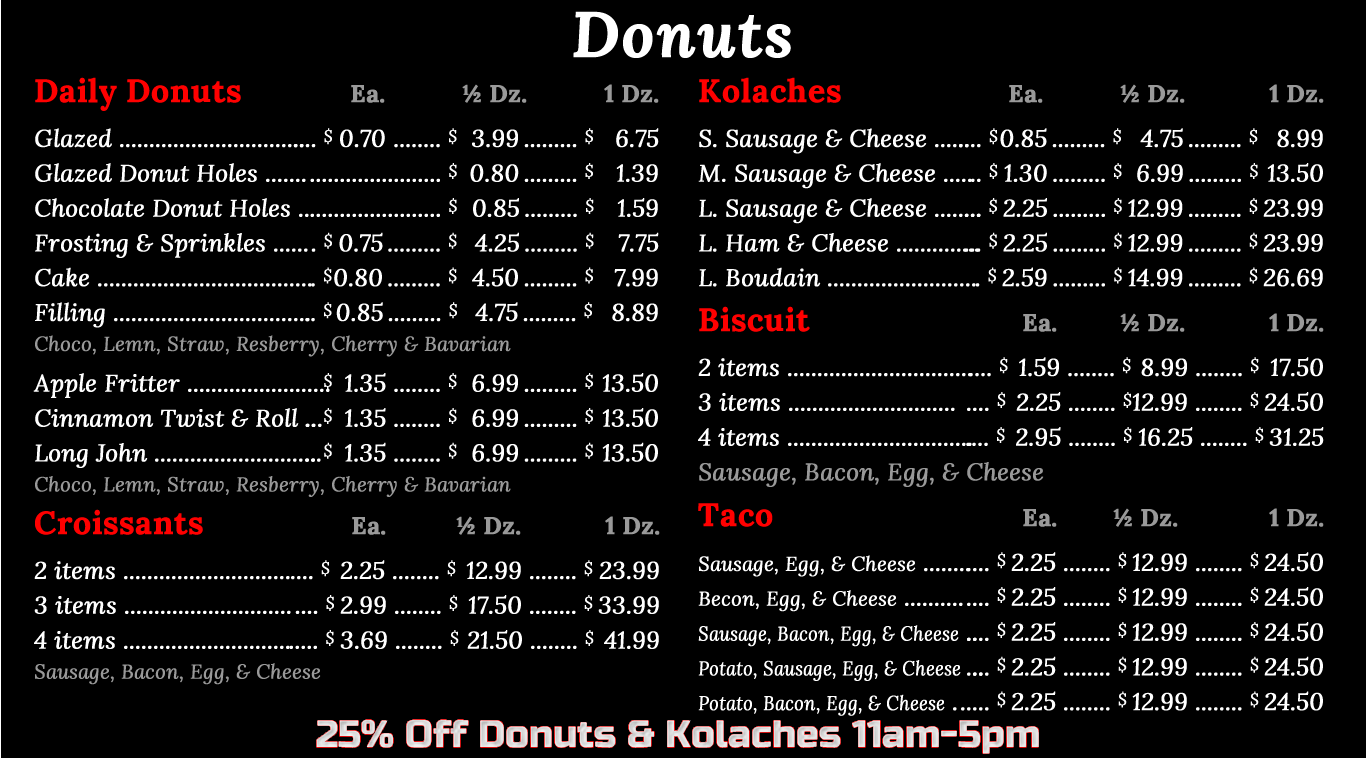 Donuts
Daily Donuts Ea. ½ Dz. 1 Dz.
Glazed ................................ $ 0.70 ........ $ 3.99 ......... $ 6.75
Glazed Donut Holes ............................. $ 0.80 ......... $ 1.39
Chocolate Donut Holes ........................ $ 0.85 ......... $ 1.59
Frosting & Sprinkles ....... $ 0.75 ......... $ 4.25 ......... $ 7.75
Cake .................................... $0.80 ......... $ 4.50 ......... $ 7.99
Filling .................................. $ 0.85 ......... $ 4.75 ......... $ 8.89
Choco, Lemn, Straw, Resberry, Cherry & Bavarian
Apple Fritter .......................$ 1.35 ........ $ 6.99 ......... $ 13.50
Cinnamon Twist & Roll ...$ 1.35 ........ $ 6.99 ......... $ 13.50
Long John ............................$ 1.35 ........ $ 6.99 ......... $ 13.50
Choco, Lemn, Straw, Resberry, Cherry & Bavarian
Croissants Ea. ½ Dz. 1 Dz.
2 items ................................ $ 2.25 ........ $ 12.99 ........ $ 23.99
3 items ................................ $ 2.99 ........ $ 17.50 ........ $ 33.99
4 items ................................ $ 3.69 ........ $ 21.50 ........ $ 41.99
Sausage, Bacon, Egg, & Cheese
Kolaches Ea. ½ Dz. 1 Dz.
S. Sausage & Cheese ........ $0.85 ......... $ 4.75 ......... $ 8.99
M. Sausage & Cheese ...... $ 1.30 ......... $ 6.99 ......... $ 13.50
L. Sausage & Cheese ........ $ 2.25 ......... $ 12.99 ......... $ 23.99
L. Ham & Cheese .............. $ 2.25 ......... $ 12.99 ......... $ 23.99
L. Boudain .......................... $ 2.59 ......... $ 14.99 ......... $ 26.69
Biscuit Ea. ½ Dz. 1 Dz.
2 items .................................. $ 1.59 ........ $ 8.99 ........ $ 17.50
3 items ............................ .... $ 2.25 ........ $12.99 ........ $ 24.50
4 items .................................. $ 2.95 ........ $ 16.25 ........ $ 31.25
Sausage, Bacon, Egg, & Cheese
Taco Ea. ½ Dz. 1 Dz.
Sausage, Egg, & Cheese ........... $ 2.25 ........ $ 12.99 ........ $ 24.50
Becon, Egg, & Cheese ............... $ 2.25 ........ $ 12.99 ........ $ 24.50
Sausage, Bacon, Egg, & Cheese .... $ 2.25 ........ $ 12.99 ........ $ 24.50
Potato, Sausage, Egg, & Cheese .... $ 2.25 ........ $ 12.99 ........ $ 24.50
Potato, Bacon, Egg, & Cheese ...... $ 2.25 ........ $ 12.99 ........ $ 24.50
25% Off Donuts & Kolaches 11am-5pm